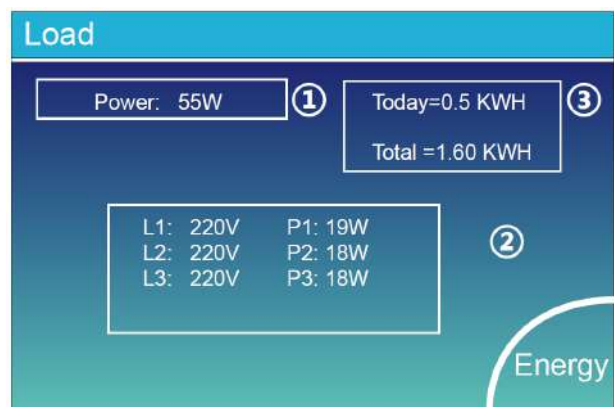 Load
Power: 55W ①
Today=0.5 KWH ③
Total =1.60 KWH
L1: 220V P1: 19W
L2: 220V P2: 18W
L3: 220V P3: 18W
②
Energy